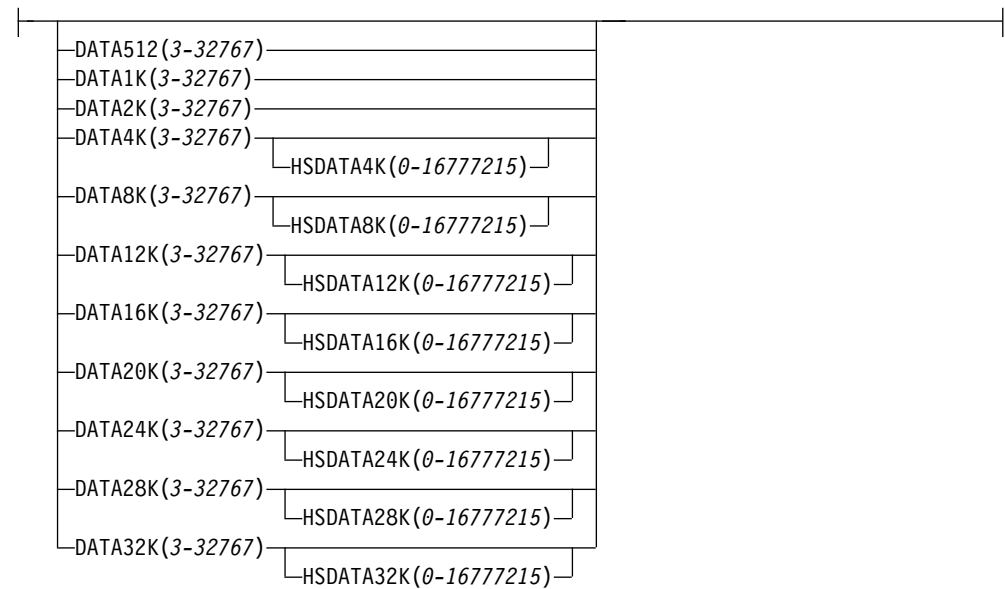 DATA512(3-32767)
DATA1K(3-32767)
DATA2K(3-32767)
DATA4K(3-32767)
HSDATA4K(0-16777215)
DATA8K(3-32767)
HSDATA8K(0-16777215)
DATA12K(3-32767)
HSDATA12K(0-16777215)
DATA16K(3-32767)
HSDATA16K(0-16777215)
DATA20K(3-32767)
HSDATA20K(0-16777215)
DATA24K(3-32767)
HSDATA24K(0-16777215)
DATA28K(3-32767)
HSDATA28K(0-16777215)
DATA32K(3-32767)
HSDATA32K(0-16777215)